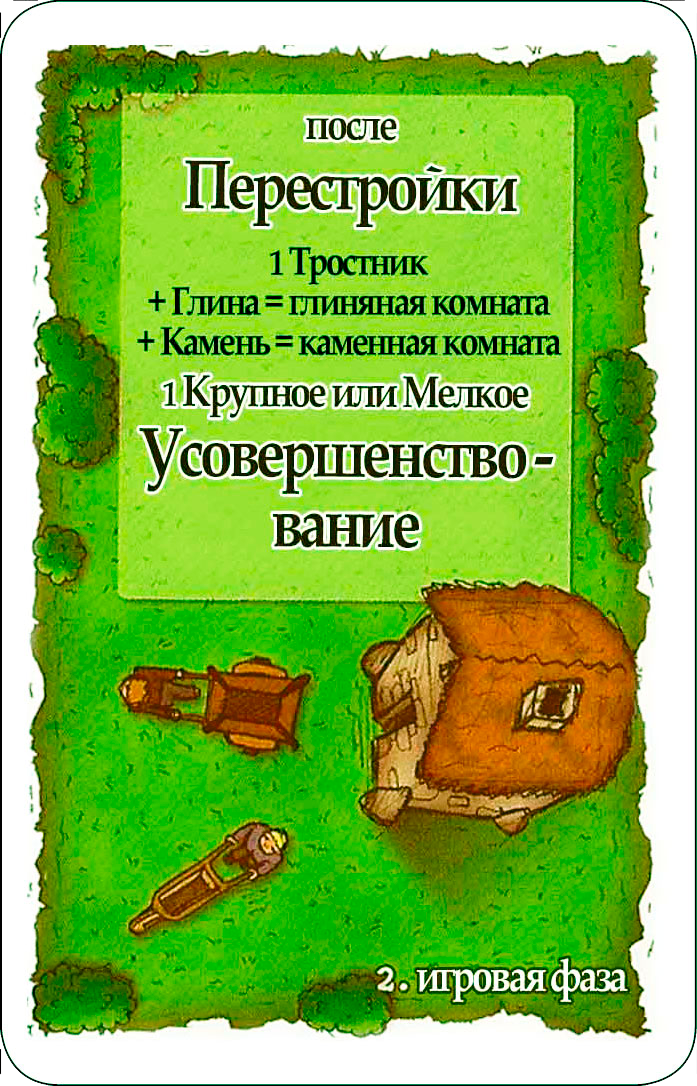 после
Перестройки
1 Тростник
+ Глина = глиняная комната
+ Камень = каменная комната
1 Крупное или Мелкое
Усовершенство-
вание
2. игровая фаза